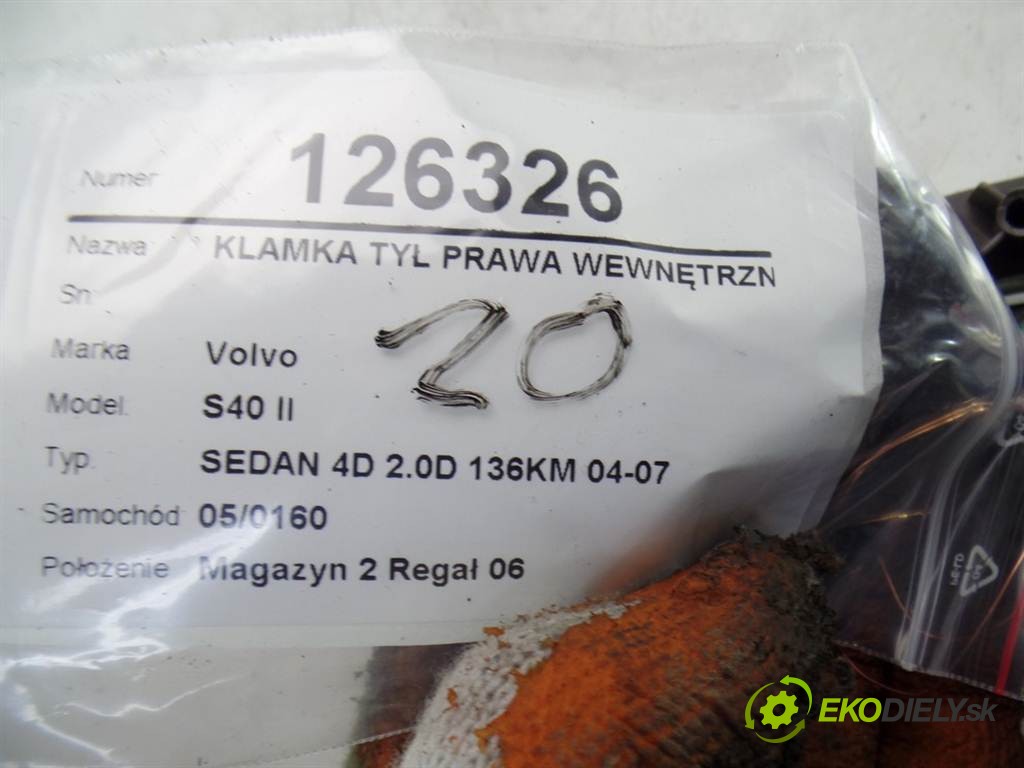 Numer 126326
Nazwa KLAMKA TYŁ PRAWA WEWNĘTRZN
Sn:
20
Marka Volvo
Model. S40 II
Typ. SEDAN 4D 2.0D 136KM 04-07
Samochód 05/0160
Położenie Magazyn 2 Regał 06
EKODIELY.sk